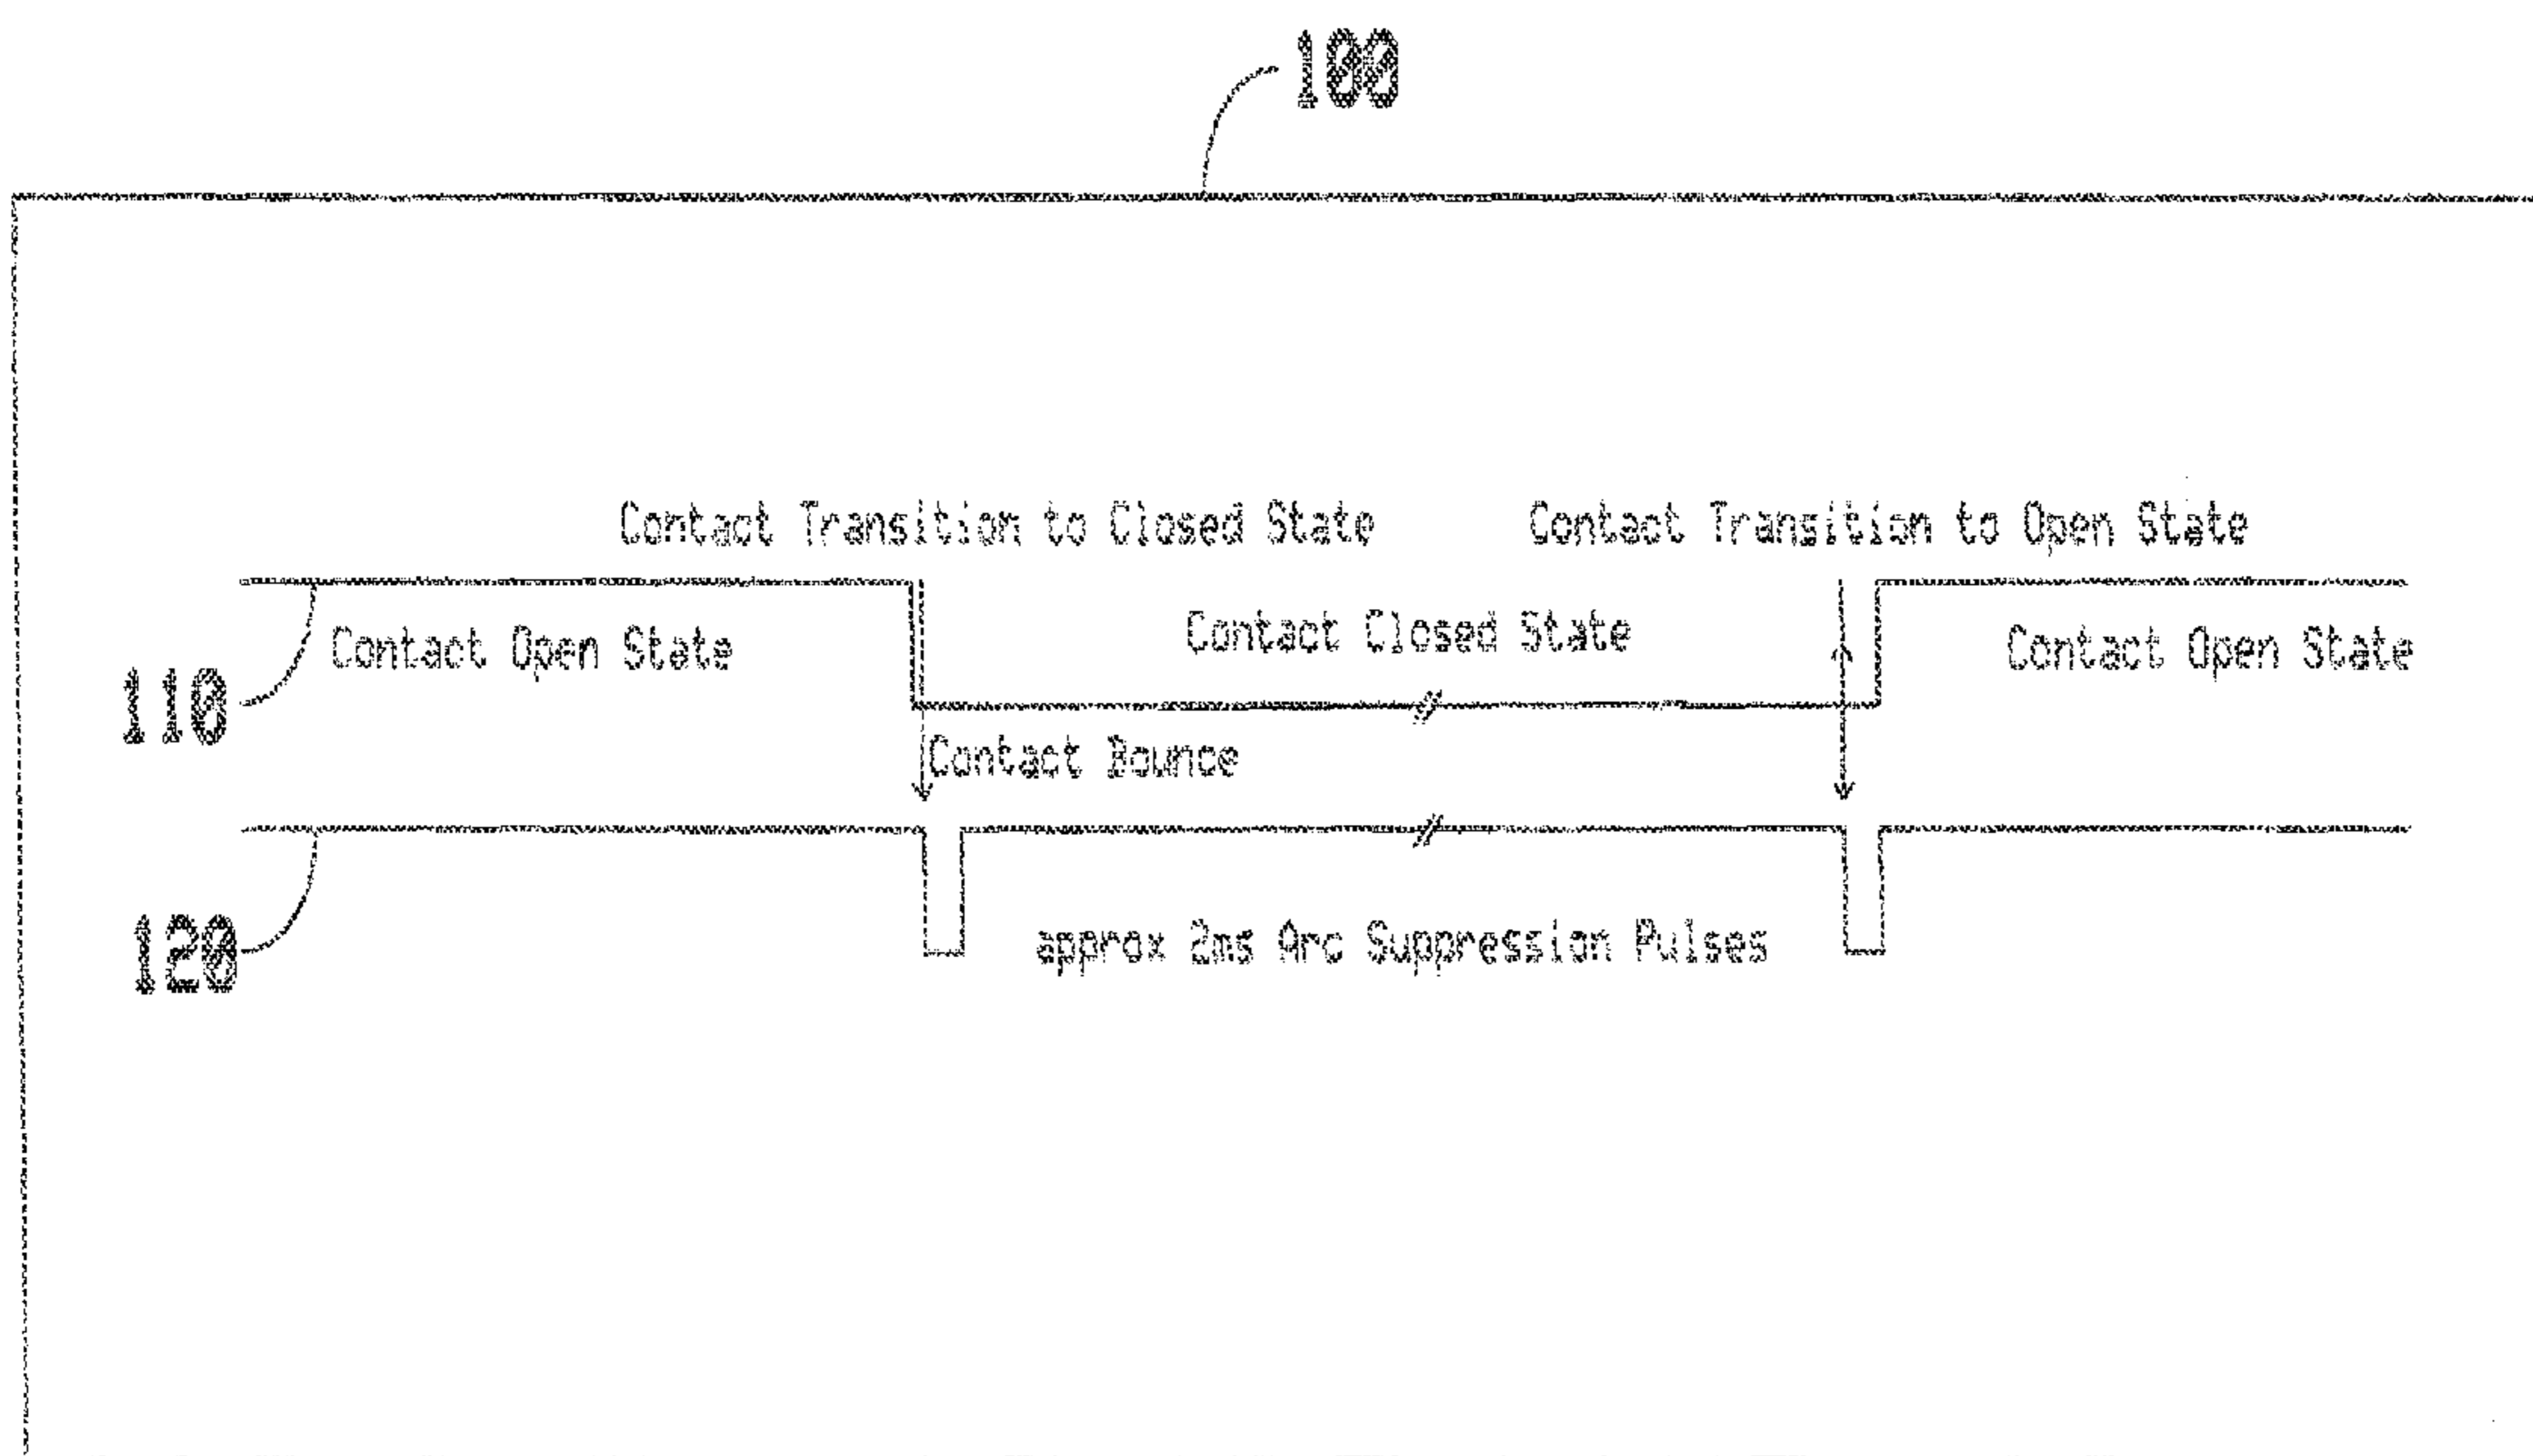 100
Contact Transition to Closed State
Contact Transition to Open State
Contact Open State
Contact Closed State
Contact Open State
110
Contact Bounce
120
approx 2ms Arc Suppression Pulses